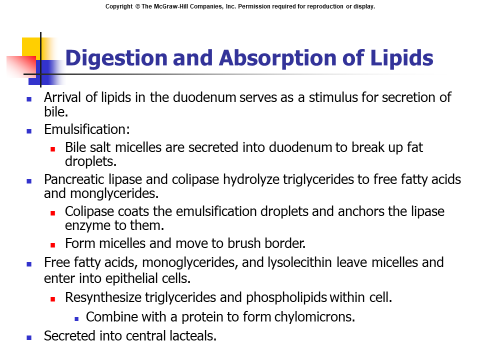 Copyright © The McGraw-Hill Companies, Inc. Permission required for reproduction or display.
Digestion and Absorption of Lipids
Arrival of lipids in the duodenum serves as a stimulus for secretion of
bile.
Emulsification:
Bile salt micelles are secreted into duodenum to break up fat
droplets.
Pancreatic lipase and colipase hydrolyze triglycerides to free fatty acids
and monglycerides.
Colipase coats the emulsification droplets and anchors the lipase
enzyme to them.
Form micelles and move to brush border.
Free fatty acids, monoglycerides, and lysolecithin leave micelles and
enter into epithelial cells.
Resynthesize triglycerides and phospholipids within cell.
Combine with a protein to form chylomicrons.
Secreted into central lacteals.